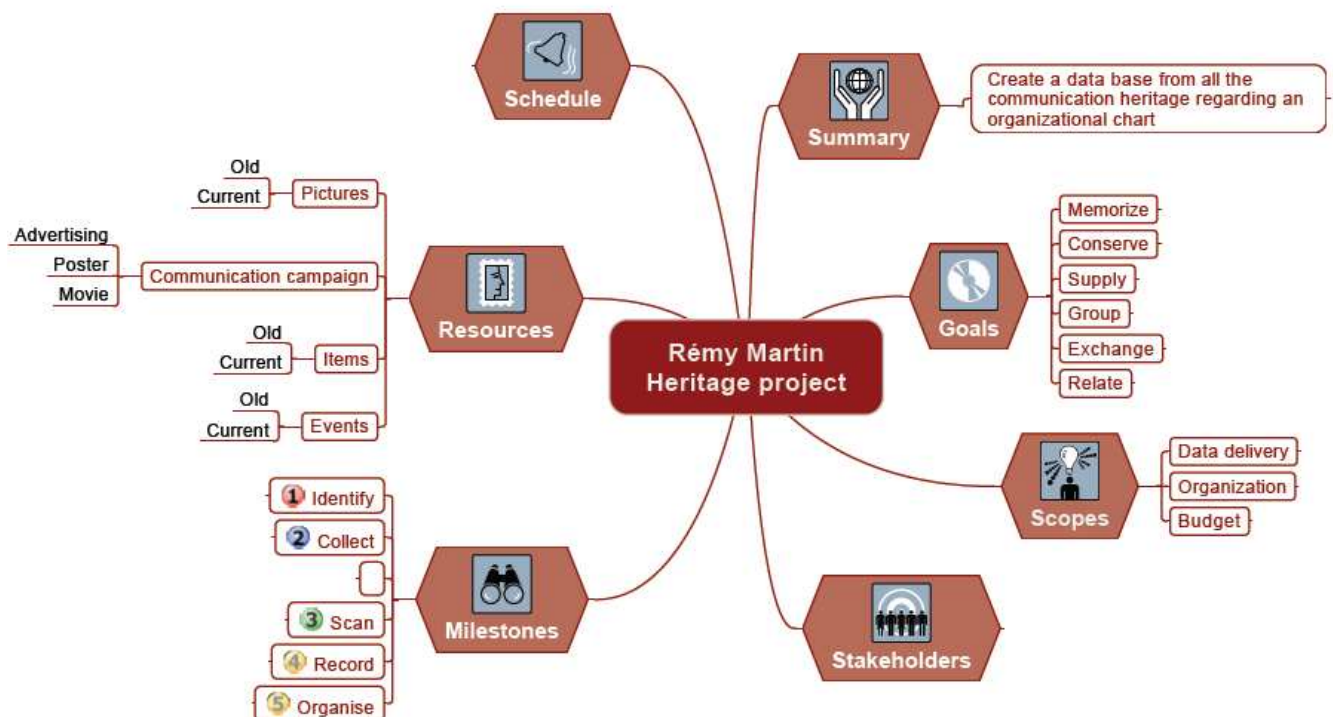 Rémy Martin
Heritage project
Schedule
Summary
Create a data base from all the
communication heritage regarding an
organizational chart
Goals
Memorize
Conserve
Supply
Group
Exchange
Relate
Scopes
Data delivery
Organization
Budget
Stakeholders
Milestones
1 Identify
2 Collect
3 Scan
4 Record
5 Organise
Resources
Pictures
Old
Current
Communication campaign
Advertising
Poster
Movie
Items
Old
Current
Events
Old
Current